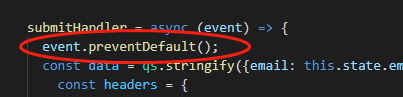 submitHandler = async (event) => {
event.preventDefault();
const data = qs.stringify({email: this.state.em
const headers = {